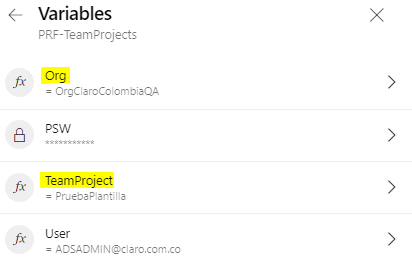 Variables
PRF-TeamProjects
fx Org
= OrgClaroColombiaQA
PSW
***********
fx TeamProject
= PruebaPlantilla
fx User
= ADSADMIN@claro.com.co